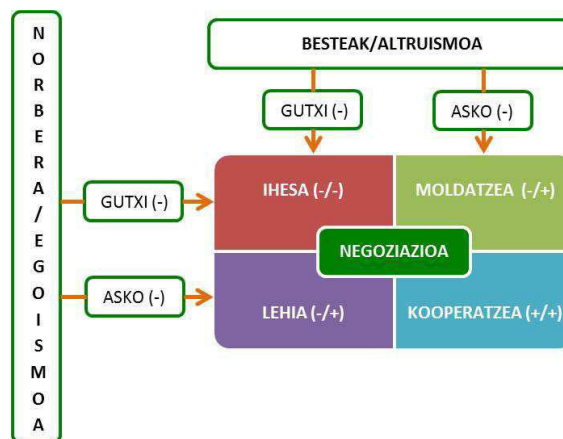 NORBERA/EGOISMOA
BESTEAK/ALTRUISMOA
GUTXI (-)
ASKO (-)
GUTXI (-)
IHESA (-/-)
MOLDATZEA (-/+)
NEGOZIAZIOA
ASKO (-)
LEHIA (-/+)
KOOPERATZEA (+/+)